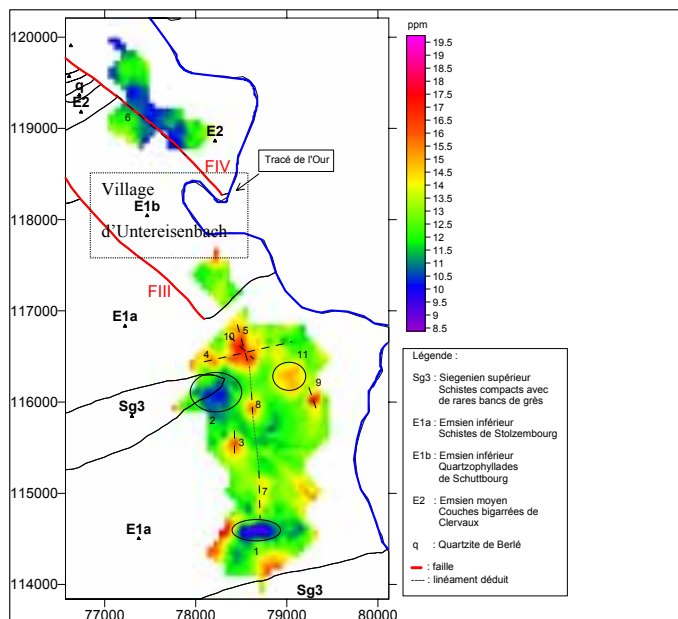 ppm
120000
119000
118000
117000
116000
115000
114000
77000
78000
79000
80000
19.5
19
18.5
18
17.5
17
16.5
16
15.5
15
14.5
14
13.5
13
12.5
12
11.5
11
10.5
10
9.5
9
8.5
q
E2
6
E2
FIV
Tracé de l'Our
Village
E1b
d'Untereisenbach
FIII
E1a
5
10
4
11
9
Sg3
2
8
3
7
E1a
1
Sg3
Légende :
Sg3 : Siegenien supérieur
Schistes compacts avec
de rares bancs de grès
E1a : Emsien inférieur
Schistes de Stolzembourg
E1b : Emsien inférieur
Quartzophyllades
de Schuttbourg
E2 : Emsien moyen
Couches bigarrées de
Clervaux
q : Quartzite de Berlé
: faille
: linéament déduit